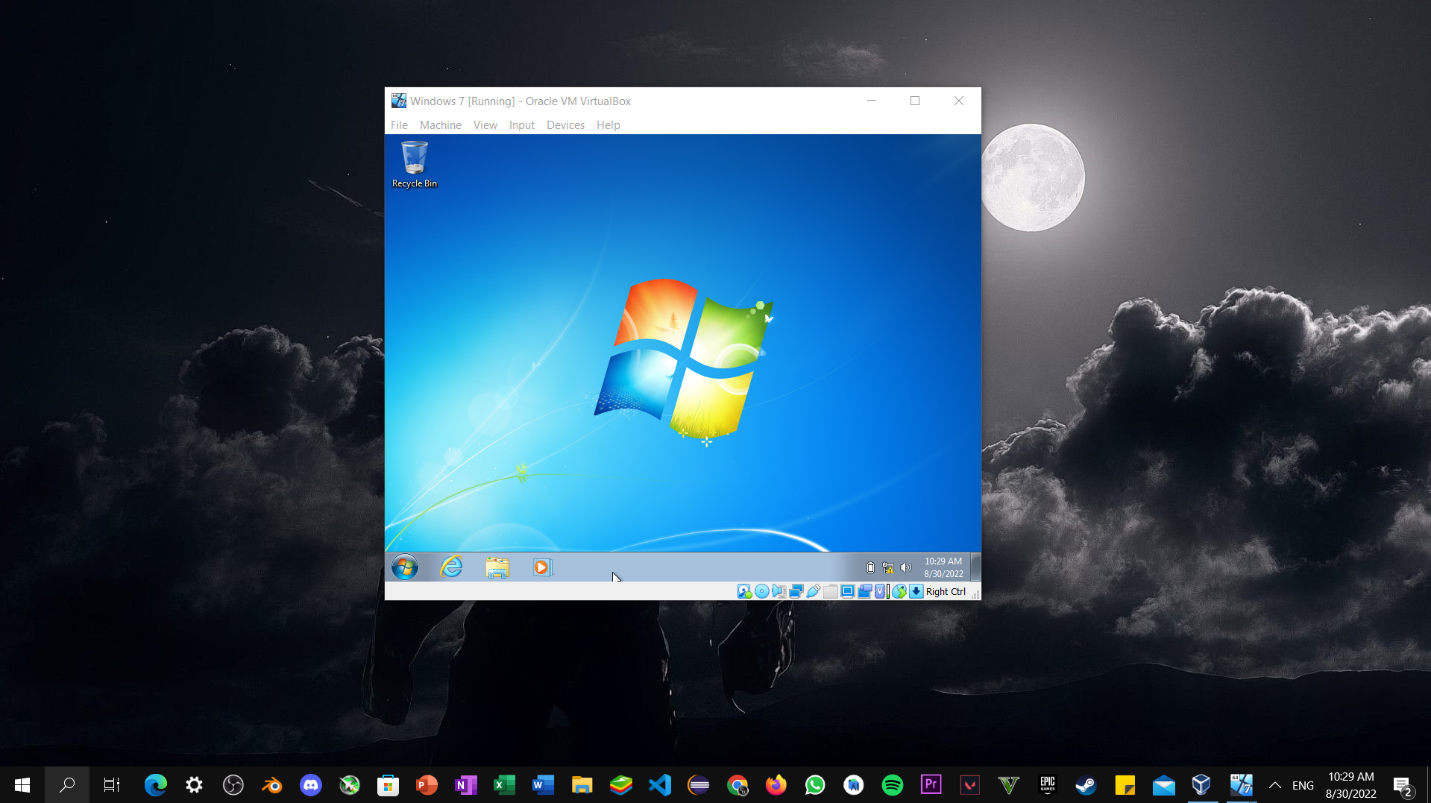 Windows 7 [Running] - Oracle VM VirtualBox
File Machine View Input Devices Help
Recycle Bin
10:29 AM
8/30/2022
Right Ctrl
P N X W Pr V EPIC GAMES
ENG
10:29 AM
8/30/2022
2